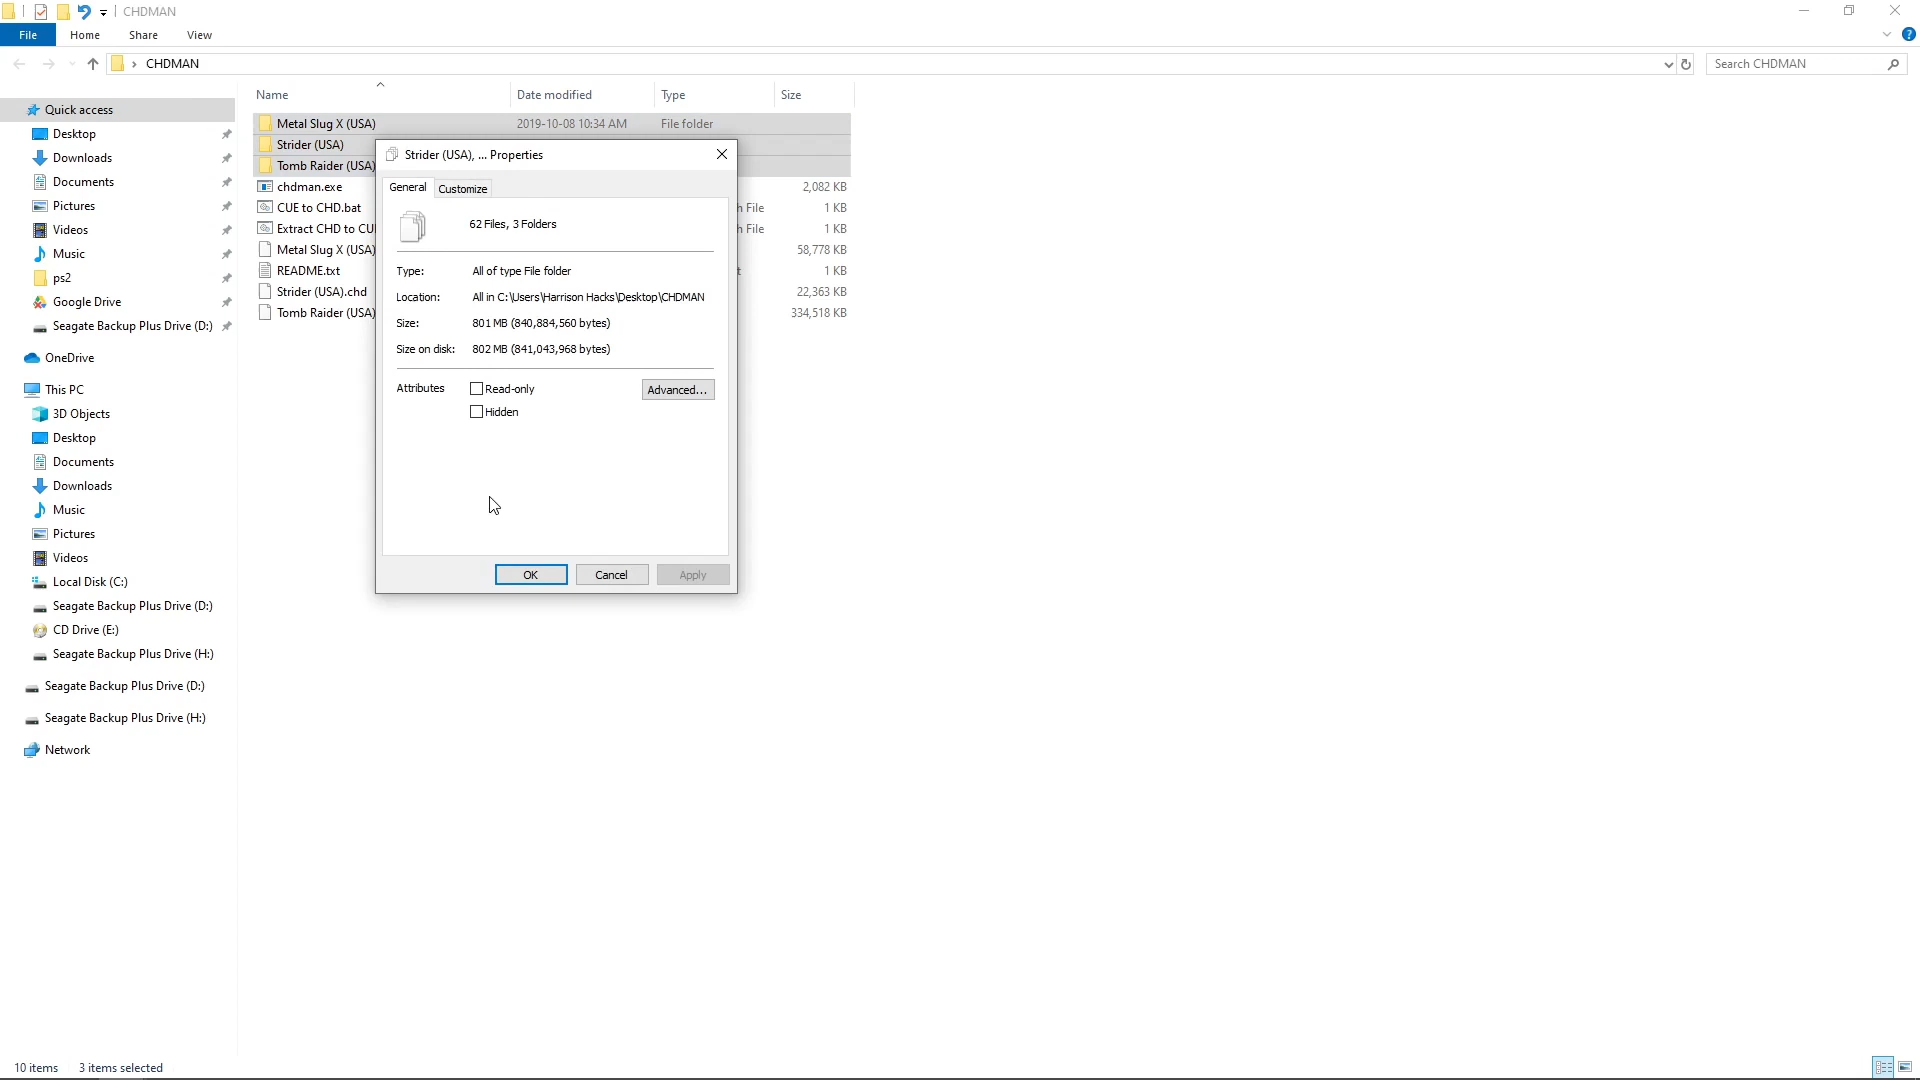 CHDMAN
File Home Share View
CHDMAN
Search CHDMAN
Name Date modified Type Size
Quick access
Desktop
Downloads
Documents
Pictures
Videos
Music
ps2
Google Drive
Seagate Backup Plus Drive (D:)
OneDrive
This PC
3D Objects
Desktop
Documents
Downloads
Music
Pictures
Videos
Local Disk (C:)
Seagate Backup Plus Drive (D:)
CD Drive (E:)
Seagate Backup Plus Drive (H:)
Seagate Backup Plus Drive (D:)
Seagate Backup Plus Drive (H:)
Network
Metal Slug X (USA) 2019-10-08 10:34 AM File folder
Strider (USA)
Tomb Raider (USA)
chdman.exe 2,082 KB
CUE to CHD.bat h File 1 KB
Extract CHD to CU h File 1 KB
Metal Slug X (USA) 58,778 KB
README.txt t 1 KB
Strider (USA).chd 22,363 KB
Tomb Raider (USA) 334,518 KB
Strider (USA), ... Properties
General Customize
62 Files, 3 Folders
Type: All of type File folder
Location: All in C:\Users\Harrison Hacks\Desktop\CHDMAN
Size: 801 MB (840,884,560 bytes)
Size on disk: 802 MB (841,043,968 bytes)
Attributes Read-only Advanced...
Hidden
OK Cancel Apply
10 items 3 items selected